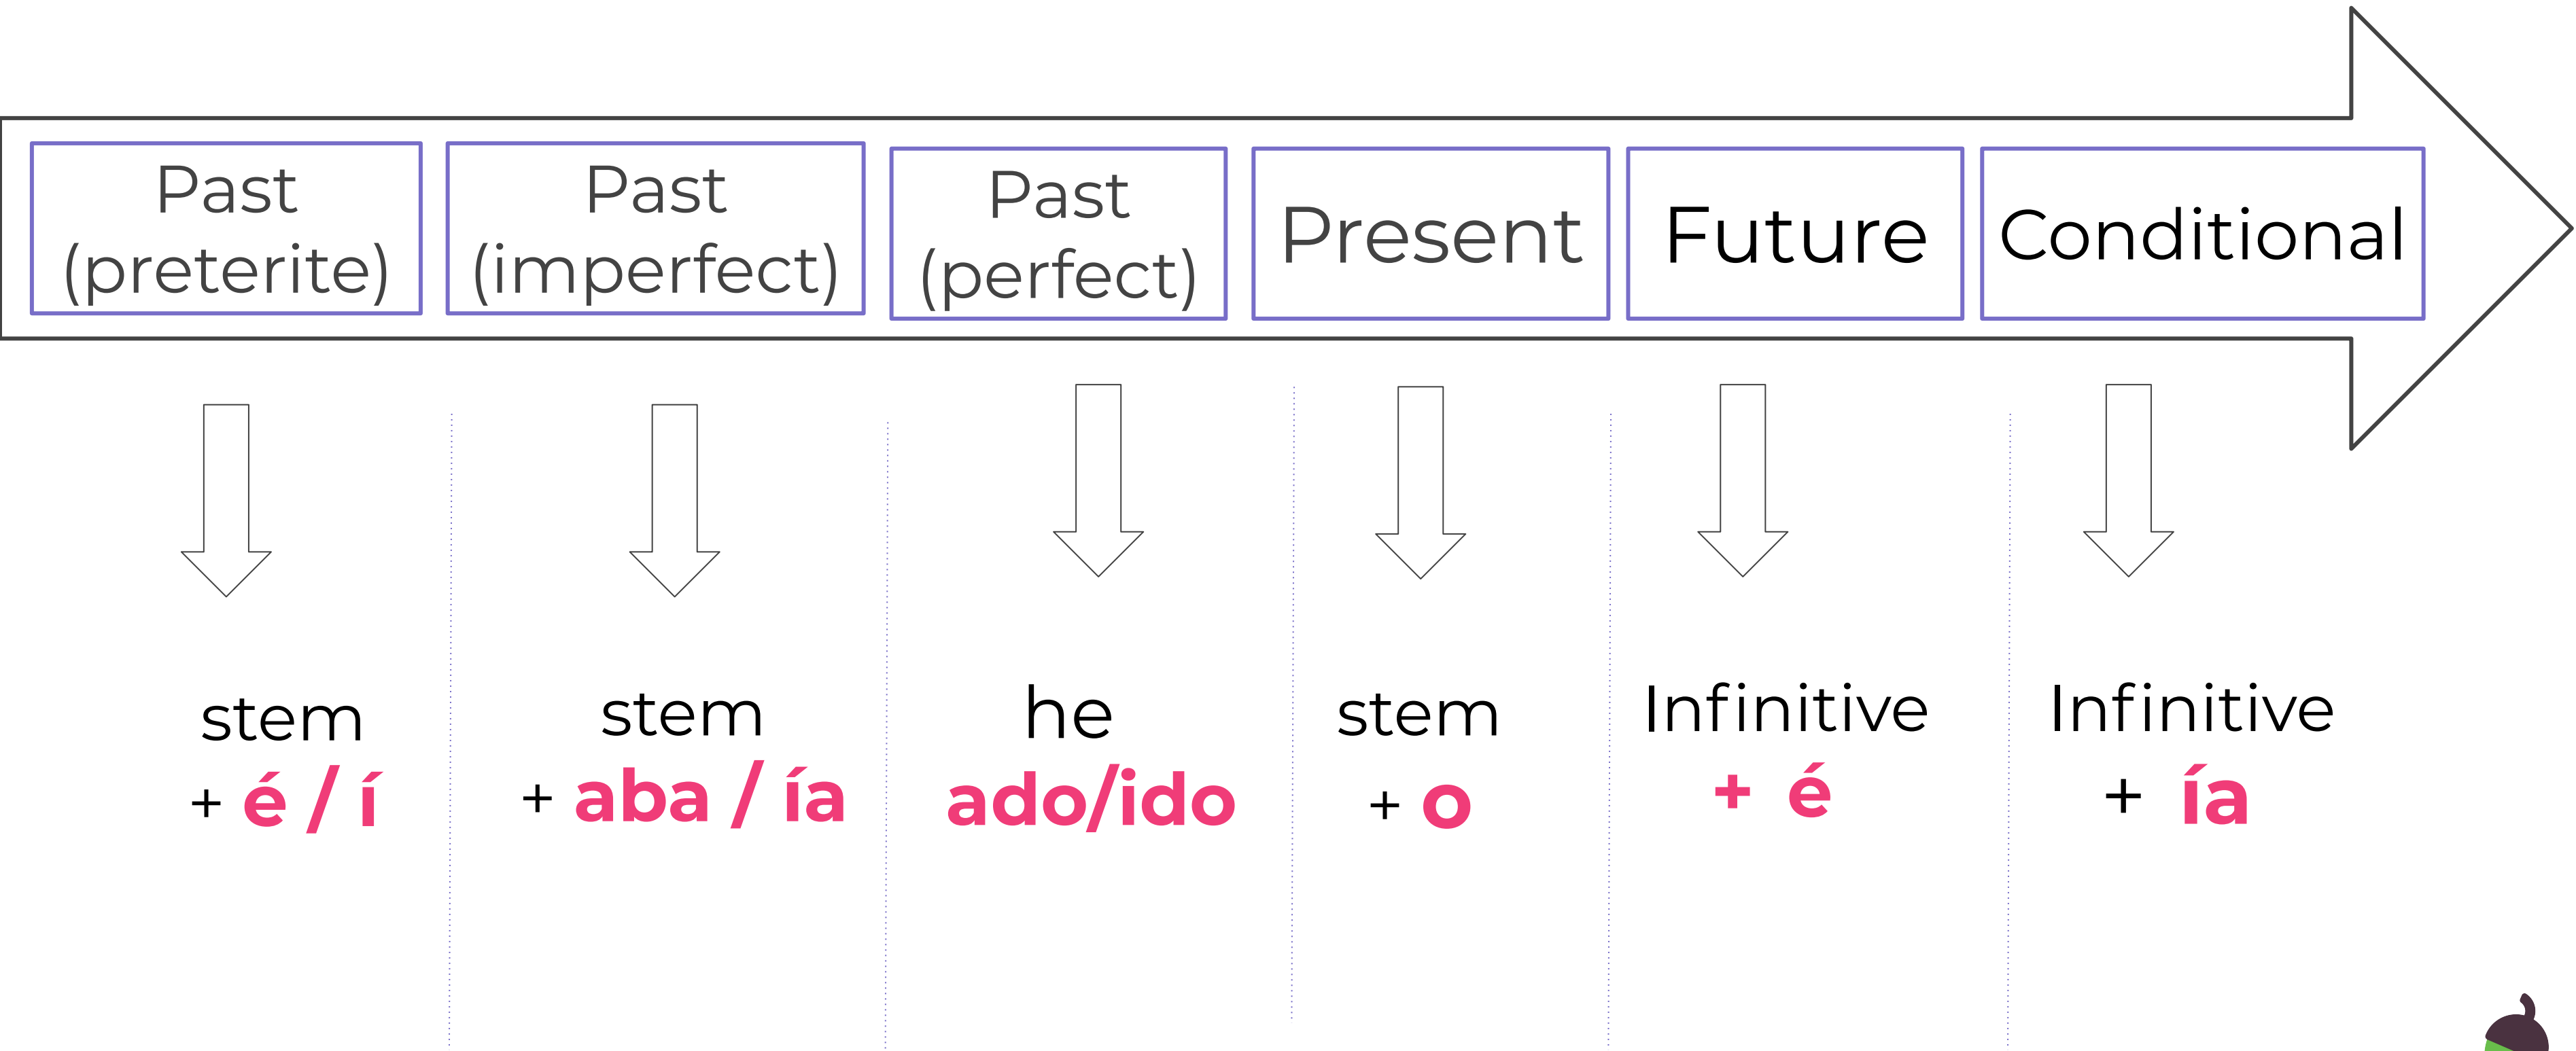 Past
(preterite)
Past
(imperfect)
Past
(perfect)
Present
Future
Conditional
stem
+ é / í
stem
+ aba / ía
he
ado/ido
stem
+ o
Infinitive
+ é
Infinitive
+ ía